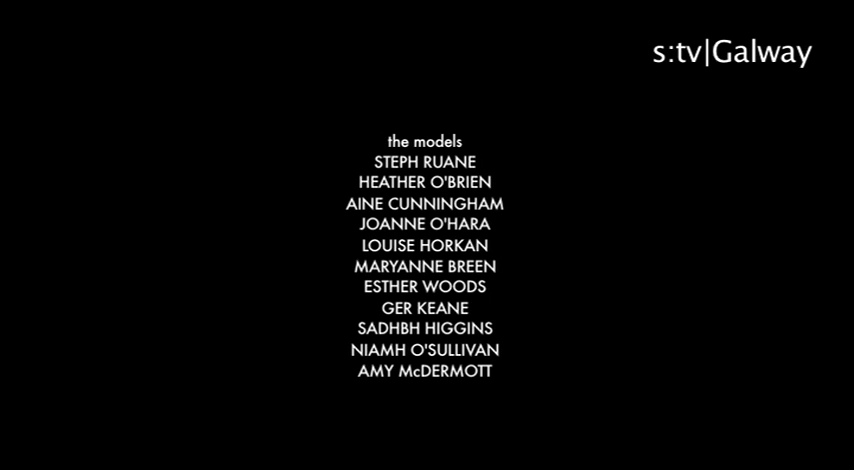 s:tv|Galway
the models
STEPH RUANE
HEATHER O'BRIEN
AINE CUNNINGHAM
JOANNE O'HARA
LOUISE HORKAN
MARYANNE BREEN
ESTHER WOODS
GER KEANE
SADHBH HIGGINS
NIAMH O'SULLIVAN
AMY McDERMOTT